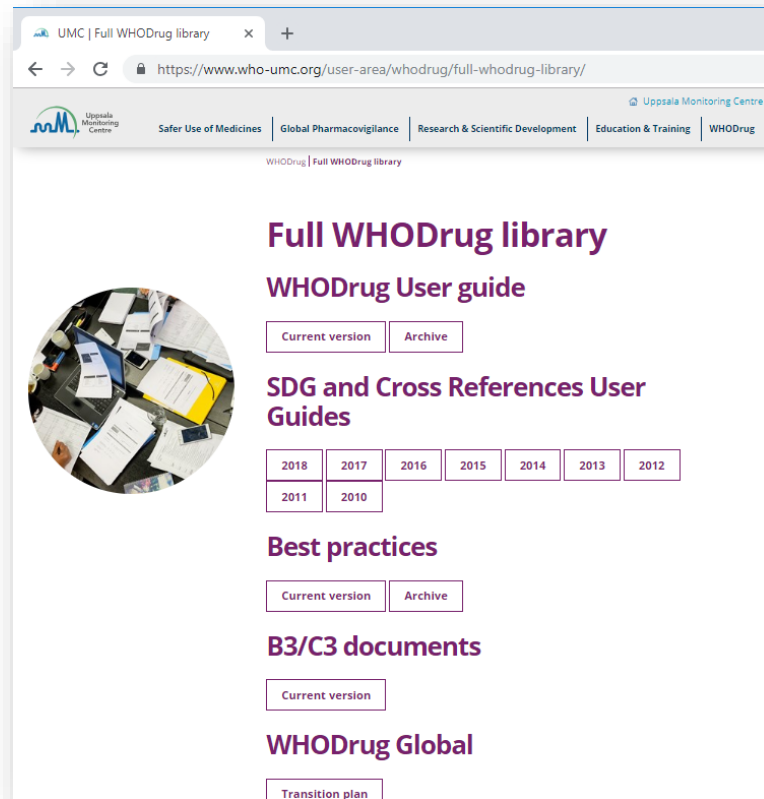 UMC | Full WHODrug library
https://www.who-umc.org/user-area/whodrug/full-whodrug-library/
Uppsala Monitoring Centre
Uppsala
Monitoring
Centre
Safer Use of Medicines Global Pharmacovigilance Research & Scientific Development Education & Training WHODrug
WHODrug | Full WHODrug library
Full WHODrug library
WHODrug User guide
Current version Archive
SDG and Cross References User
Guides
2018 2017 2016 2015 2014 2013 2012
2011 2010
Best practices
Current version Archive
B3/C3 documents
Current version
WHODrug Global
Transition plan